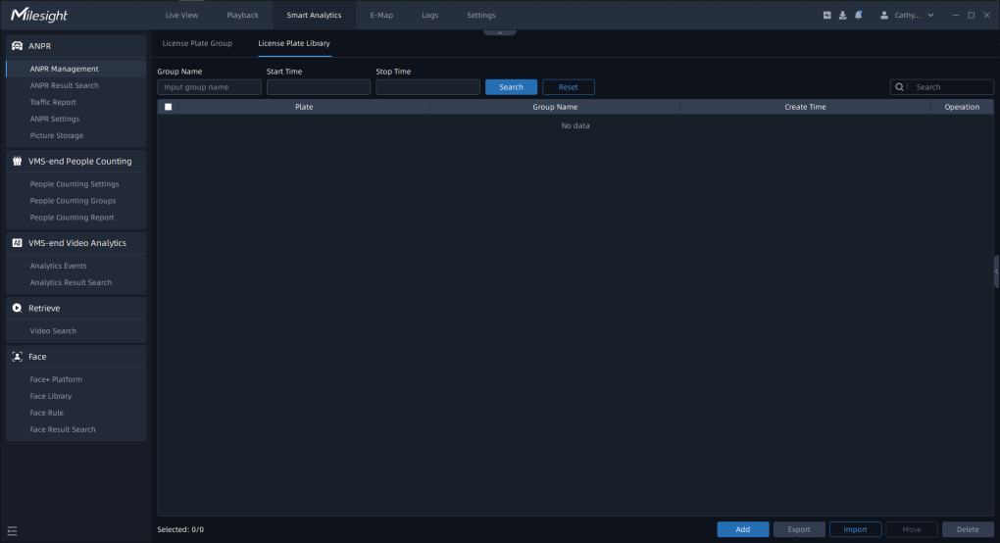 Milesight
Live View
Playback
Smart Analytics
E-Map
Logs
Settings
Cathy...
ANPR
ANPR Management
ANPR Result Search
Traffic Report
ANPR Settings
Picture Storage
VMS-end People Counting
People Counting Settings
People Counting Groups
People Counting Report
AI VMS-end Video Analytics
Analytics Events
Analytics Result Search
Retrieve
Video Search
Face
Face+ Platform
Face Library
Face Rule
Face Result Search
License Plate Group
License Plate Library
Group Name
Start Time
Stop Time
Input group name
Search
Reset
Search
Plate
Group Name
Create Time
Operation
No data
Selected: 0/0
Add
Export
Import
Move
Delete